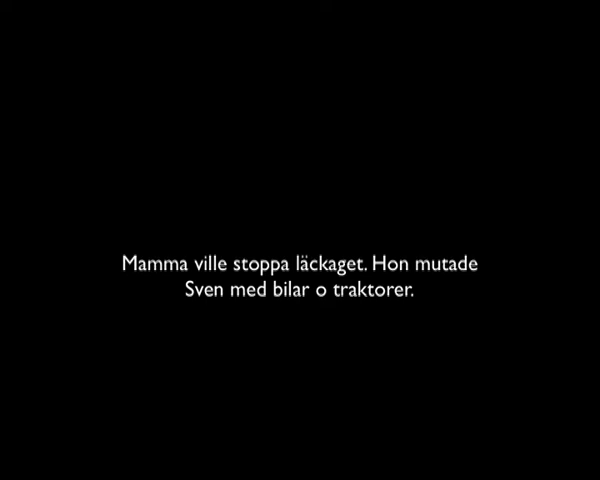 Mamma ville stoppa läckaget. Hon mutade
Sven med bilar o traktorer.